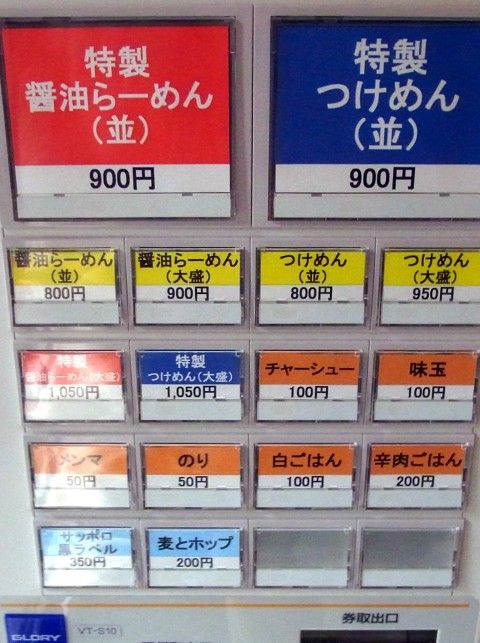 特製
醤油らーめん
(並)
900円
特製
つけめん
(並)
900円
醤油らーめん
(並)
800円
醤油らーめん
(大盛)
900円
つけめん
(並)
800円
つけめん
(大盛)
950円
特製
醤油らーめん(大盛)
1,050円
特製
つけめん(大盛)
1,050円
チャーシュー
100円
味玉
100円
メンマ
50円
のり
50円
白ごはん
100円
辛肉ごはん
200円
サッポロ
黒ラベル
350円
麦とホップ
200円
GLORY
VT-S10
券取出口